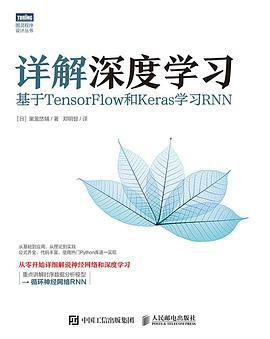 TURING
图灵程序
设计丛书
详解深度学习
基于TensorFlow和Keras学习RNN
[日] 巣籠悠輔/著 郑明智/译
从基础到应用，从理论到实践
公式齐全、代码丰富，使用热门Python库逐一实现
从零开始详细解说神经网络和深度学习
重点讲解时序数据分析模型
→循环神经网络RNN
中国工信出版集团
人民邮电出版社
POSTS & TELECOM PRESS